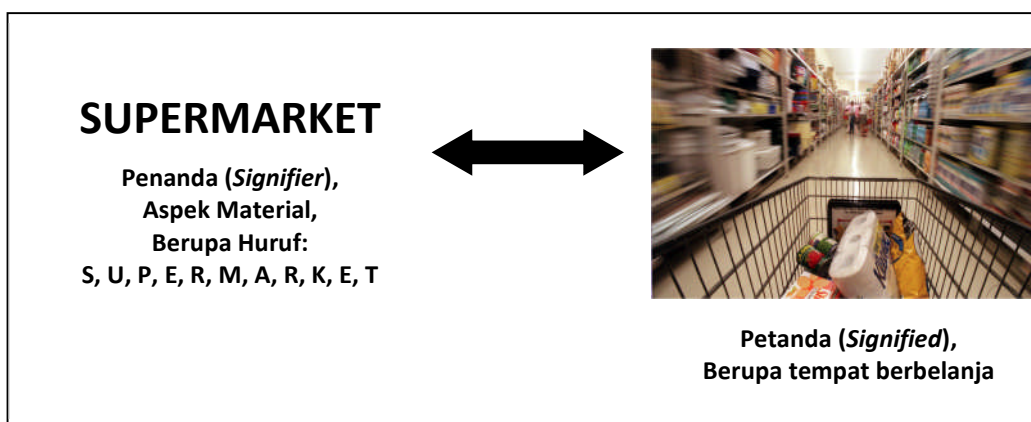 SUPERMARKET
Penanda (Signifier),
Aspek Material,
Berupa Huruf:
S, U, P, E, R, M, A, R, K, E, T
Petanda (Signified),
Berupa tempat berbelanja